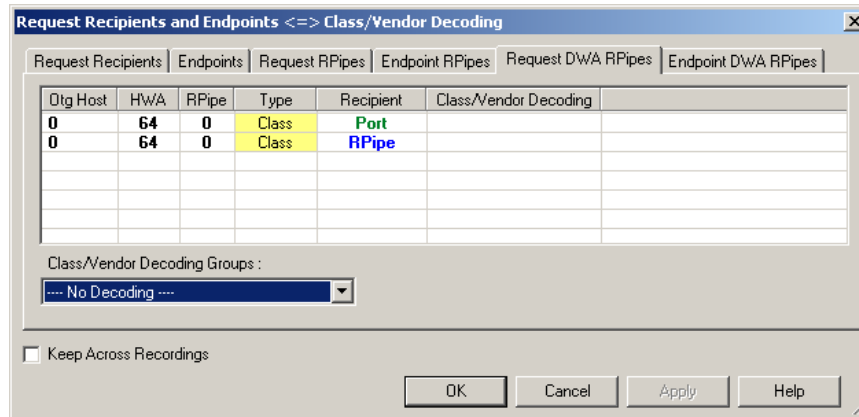 Request Recipients and Endpoints <=> Class/Vendor Decoding
Request Recipients Endpoints Request RPipes Endpoint RPipes Request DWA RPipes Endpoint DWA RPipes
Otg Host HWA RPipe Type Recipient Class/Vendor Decoding
0 64 0 Class Port
0 64 0 Class RPipe
Class/Vendor Decoding Groups :
---- No Decoding ----
Keep Across Recordings
OK Cancel Apply Help